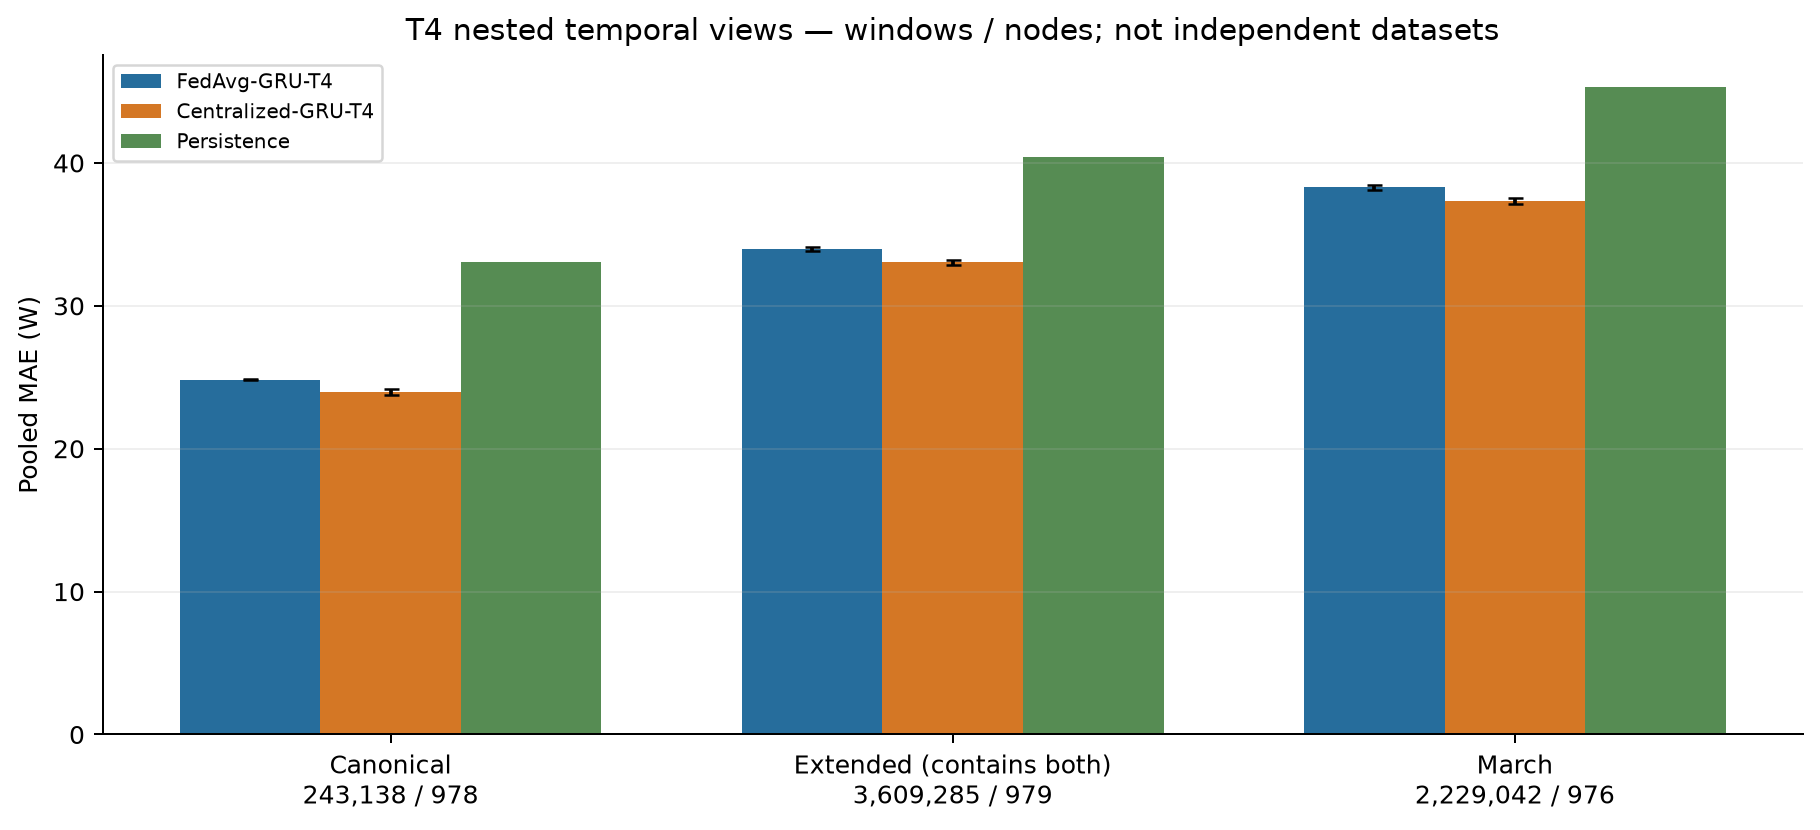 T4 nested temporal views — windows / nodes; not independent datasets
FedAvg-GRU-T4
Centralized-GRU-T4
Persistence
Pooled MAE (W)
40
30
20
10
0
Canonical
243,138 / 978
Extended (contains both)
3,609,285 / 979
March
2,229,042 / 976